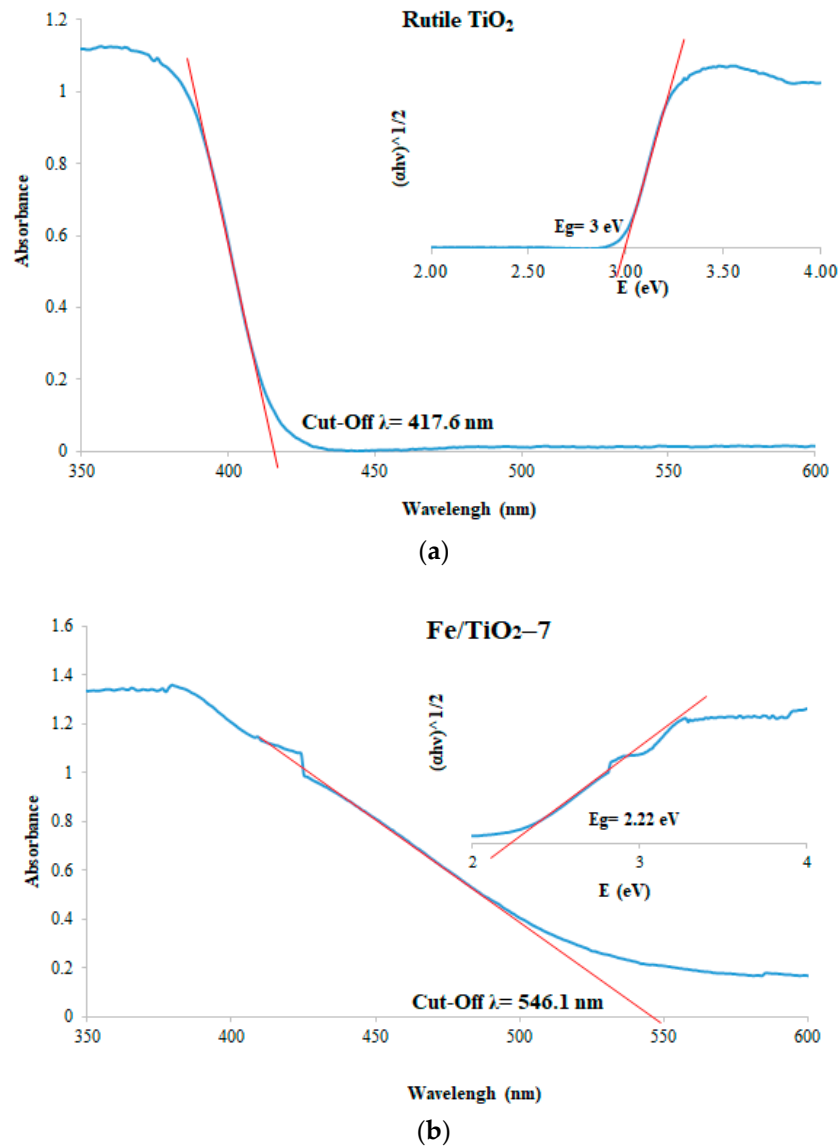 Rutile TiO₂
1.2
1
0.8
0.6
0.4
0.2
0
Absorbance
350
400
450
500
550
600
Wavelengh (nm)
Cut-Off λ= 417.6 nm
(αhν)^1/2
Eg= 3 eV
2.00
2.50
3.00
3.50
4.00
E (eV)
(a)
Fe/TiO₂–7
1.6
1.4
1.2
1
0.8
0.6
0.4
0.2
0
Absorbance
350
400
450
500
550
600
Wavelengh (nm)
Cut-Off λ= 546.1 nm
(αhν)^1/2
Eg= 2.22 eV
2
3
4
E (eV)
(b)